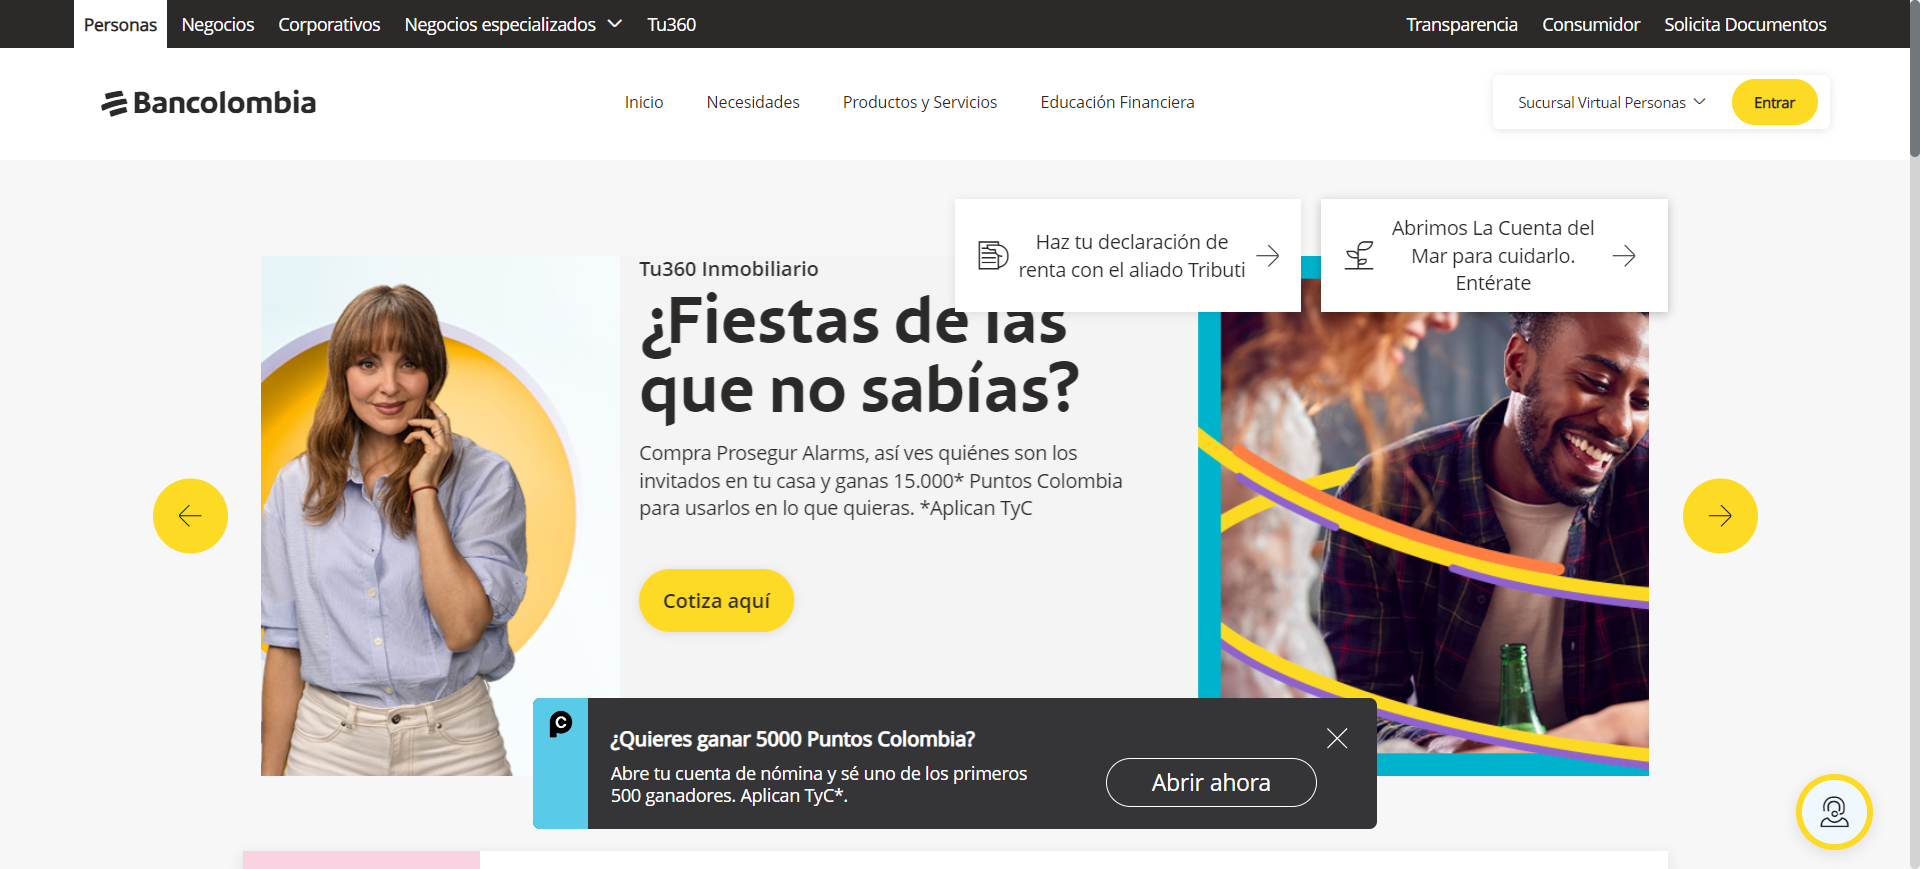 Personas Negocios Corporativos Negocios especializados Tu360 Transparencia Consumidor Solicita Documentos
Bancolombia Inicio Necesidades Productos y Servicios Educación Financiera Sucursal Virtual Personas Entrar
Haz tu declaración de
renta con el aliado Tributi
Abrimos La Cuenta del
Mar para cuidarlo.
Entérate
Tu360 Inmobiliario
¿Fiestas de las
que no sabías?
Compra Prosegur Alarms, así ves quiénes son los
invitados en tu casa y ganas 15.000* Puntos Colombia
para usarlos en lo que quieras. *Aplican TyC
Cotiza aquí
¿Quieres ganar 5000 Puntos Colombia?
Abre tu cuenta de nómina y sé uno de los primeros
500 ganadores. Aplican TyC*.
Abrir ahora